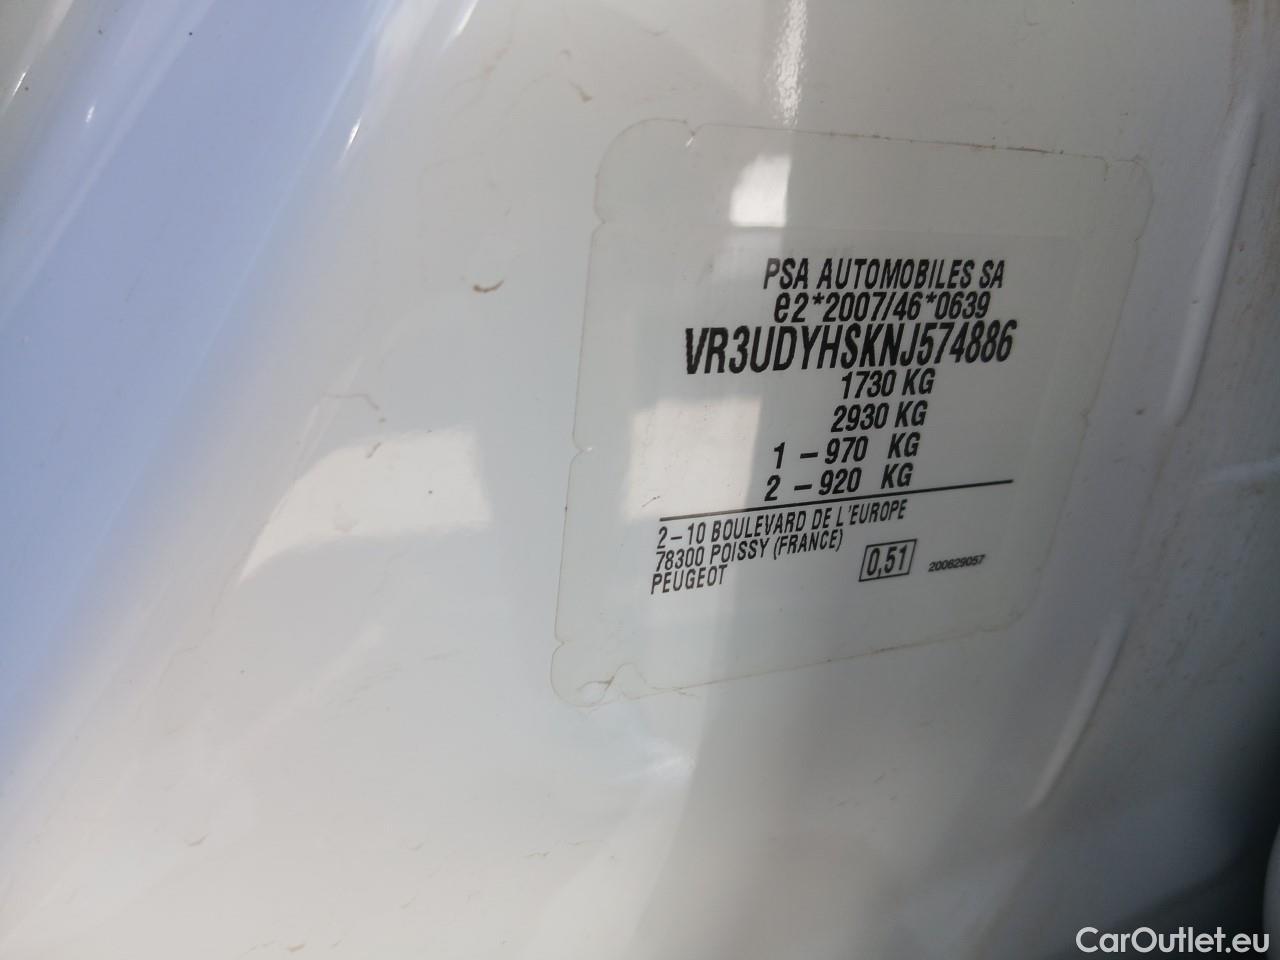 PSA AUTOMOBILES SA
e2*2007/46*0639
VR3UDYHSKNJ574886
1730 KG
2930 KG
1 – 970 KG
2 – 920 KG
2–10 BOULEVARD DE L'EUROPE
78300 POISSY (FRANCE)
PEUGEOT
0,51
200629057
CarOutlet.eu